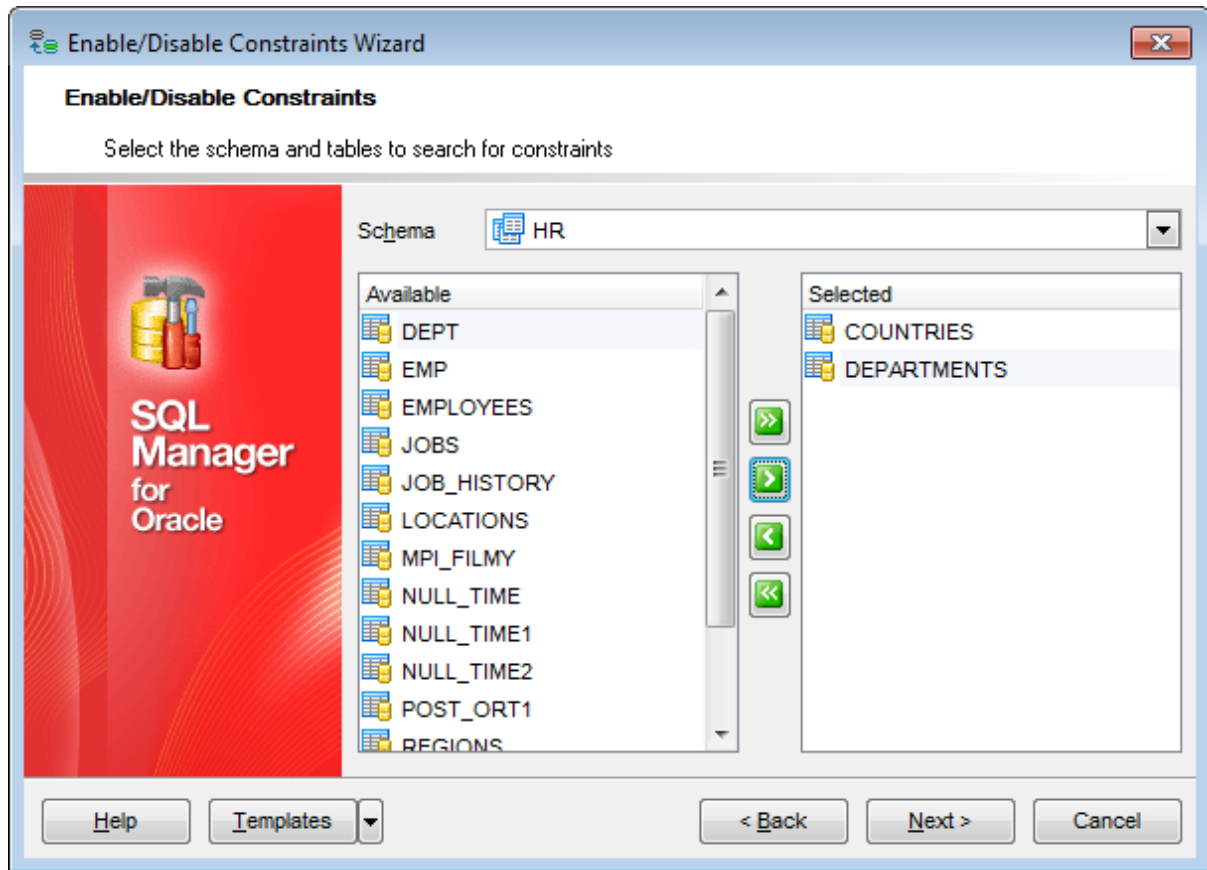 Enable/Disable Constraints Wizard
Enable/Disable Constraints
Select the schema and tables to search for constraints
SQL
Manager
for
Oracle
Schema
HR
Available
DEPT
EMP
EMPLOYEES
JOBS
JOB_HISTORY
LOCATIONS
MPI_FILMY
NULL_TIME
NULL_TIME1
NULL_TIME2
POST_ORT1
REGIONS
Selected
COUNTRIES
DEPARTMENTS
Help
Templates
< Back
Next >
Cancel